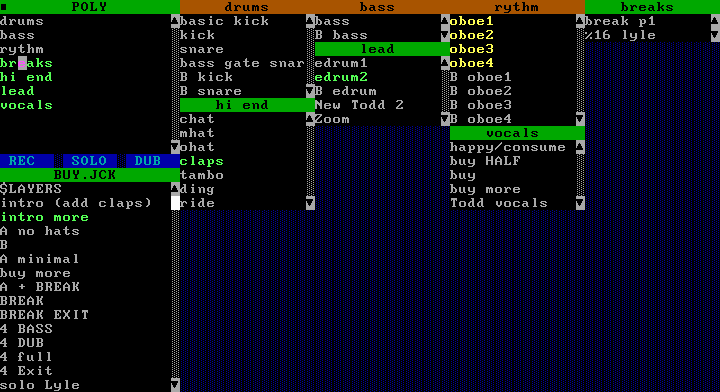 POLY
drums
bass
rythm
breaks
hi end
lead
vocals
REC SOLO DUB
BUY.JCK
$LAYERS
intro (add claps)
intro more
A no hats
B
A minimal
buy more
A + BREAK
BREAK
BREAK EXIT
4 BASS
4 DUB
4 full
4 Exit
solo Lyle
drums
basic kick
kick
snare
bass gate snar
B kick
B snare
hi end
chat
mhat
ohat
claps
tambo
ding
ride
bass
bass
B bass
lead
edrum1
edrum2
B edrum
New Todd 2
Zoom
rythm
oboe1
oboe2
oboe3
oboe4
B oboe1
B oboe2
B oboe3
B oboe4
vocals
happy/consume
buy HALF
buy
buy more
Todd vocals
breaks
break p1
%16 lyle